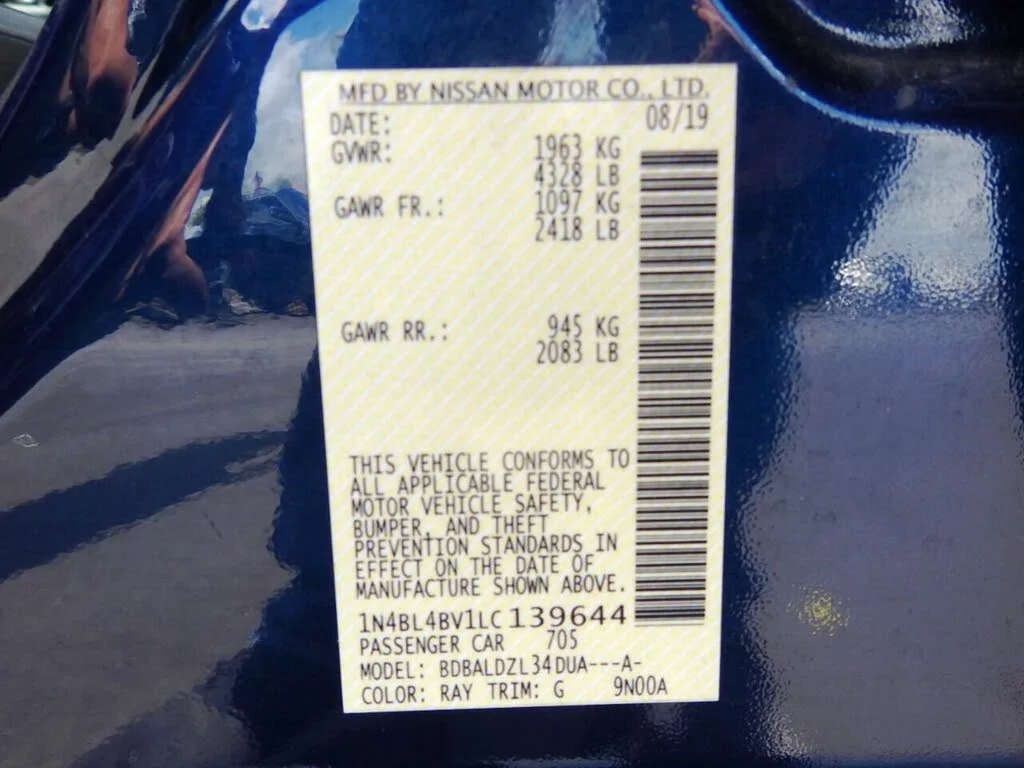 MFD BY NISSAN MOTOR CO., LTD.
DATE: 08/19
GVWR: 1963 KG
4328 LB
GAWR FR.: 1097 KG
2418 LB
GAWR RR.: 945 KG
2083 LB
THIS VEHICLE CONFORMS TO
ALL APPLICABLE FEDERAL
MOTOR VEHICLE SAFETY,
BUMPER, AND THEFT
PREVENTION STANDARDS IN
EFFECT ON THE DATE OF
MANUFACTURE SHOWN ABOVE.
1N4BL4BV1LC139644
PASSENGER CAR 705
MODEL: BDBALDZL34DUA---A-
COLOR: RAY TRIM: G 9N00A